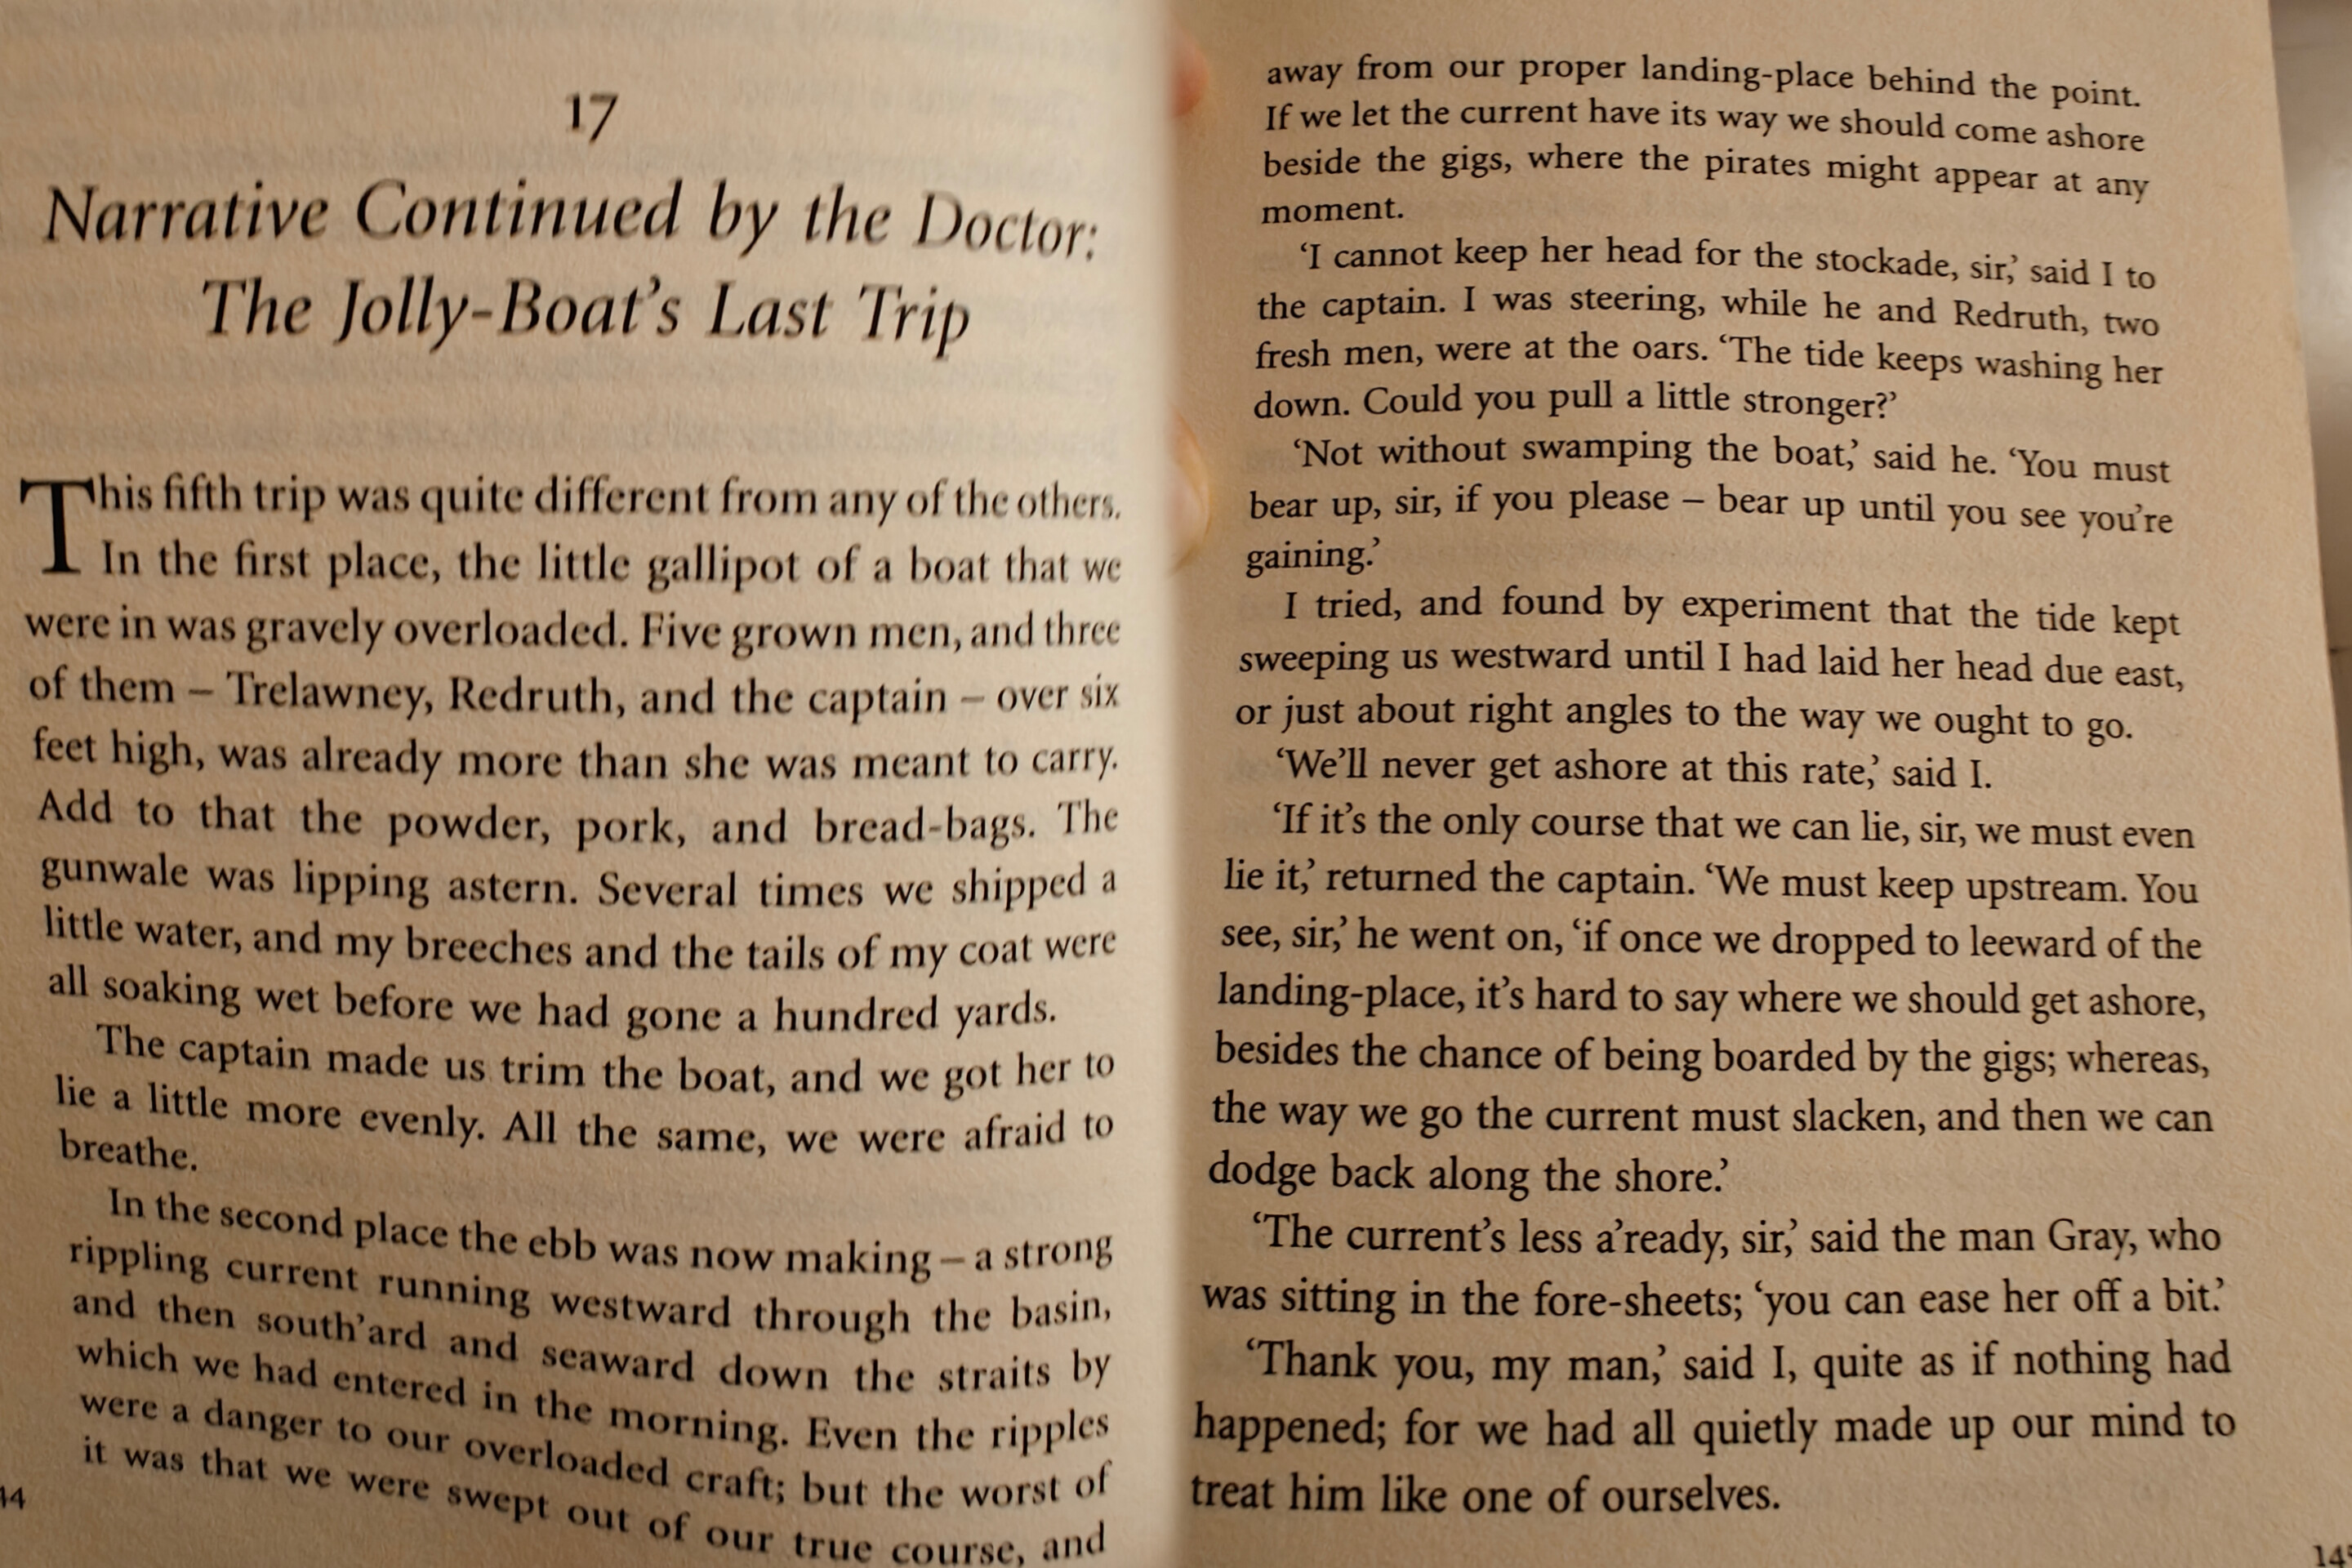 17
Narrative Continued by the Doctor:
The Jolly-Boat's Last Trip
This fifth trip was quite different from any of the others.
In the first place, the little gallipot of a boat that we
were in was gravely overloaded. Five grown men, and three
of them – Trelawney, Redruth, and the captain – over six
feet high, was already more than she was meant to carry.
Add to that the powder, pork, and bread-bags. The
gunwale was lipping astern. Several times we shipped a
little water, and my breeches and the tails of my coat were
all soaking wet before we had gone a hundred yards.
The captain made us trim the boat, and we got her to
lie a little more evenly. All the same, we were afraid to
breathe.
In the second place the ebb was now making – a strong
rippling current running westward through the basin,
and then south'ard and seaward down the straits by
which we had entered in the morning. Even the ripples
were a danger to our overloaded craft; but the worst of
it was that we were swept out of our true course, and
away from our proper landing-place behind the point.
If we let the current have its way we should come ashore
beside the gigs, where the pirates might appear at any
moment.
‘I cannot keep her head for the stockade, sir,’ said I to
the captain. I was steering, while he and Redruth, two
fresh men, were at the oars. ‘The tide keeps washing her
down. Could you pull a little stronger?’
‘Not without swamping the boat,’ said he. ‘You must
bear up, sir, if you please – bear up until you see you're
gaining.’
I tried, and found by experiment that the tide kept
sweeping us westward until I had laid her head due east,
or just about right angles to the way we ought to go.
‘We'll never get ashore at this rate,’ said I.
‘If it's the only course that we can lie, sir, we must even
lie it,’ returned the captain. ‘We must keep upstream. You
see, sir,’ he went on, ‘if once we dropped to leeward of the
landing-place, it's hard to say where we should get ashore,
besides the chance of being boarded by the gigs; whereas,
the way we go the current must slacken, and then we can
dodge back along the shore.’
‘The current's less a'ready, sir,’ said the man Gray, who
was sitting in the fore-sheets; ‘you can ease her off a bit.’
‘Thank you, my man,’ said I, quite as if nothing had
happened; for we had all quietly made up our mind to
treat him like one of ourselves.